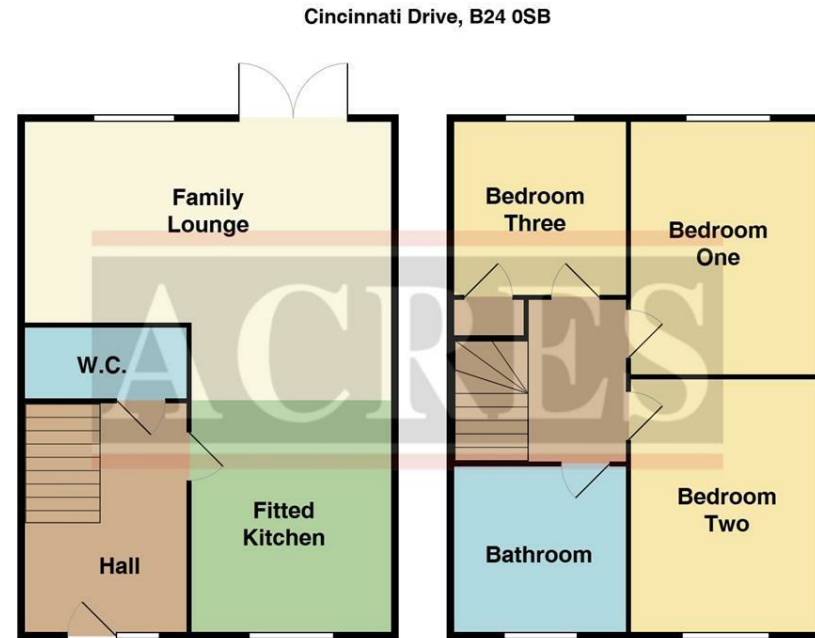 Cincinnati Drive, B24 0SB
Family
Lounge
W.C.
Hall
Fitted
Kitchen
Bedroom
Three
Bedroom
One
Bedroom
Two
Bathroom
ACRES